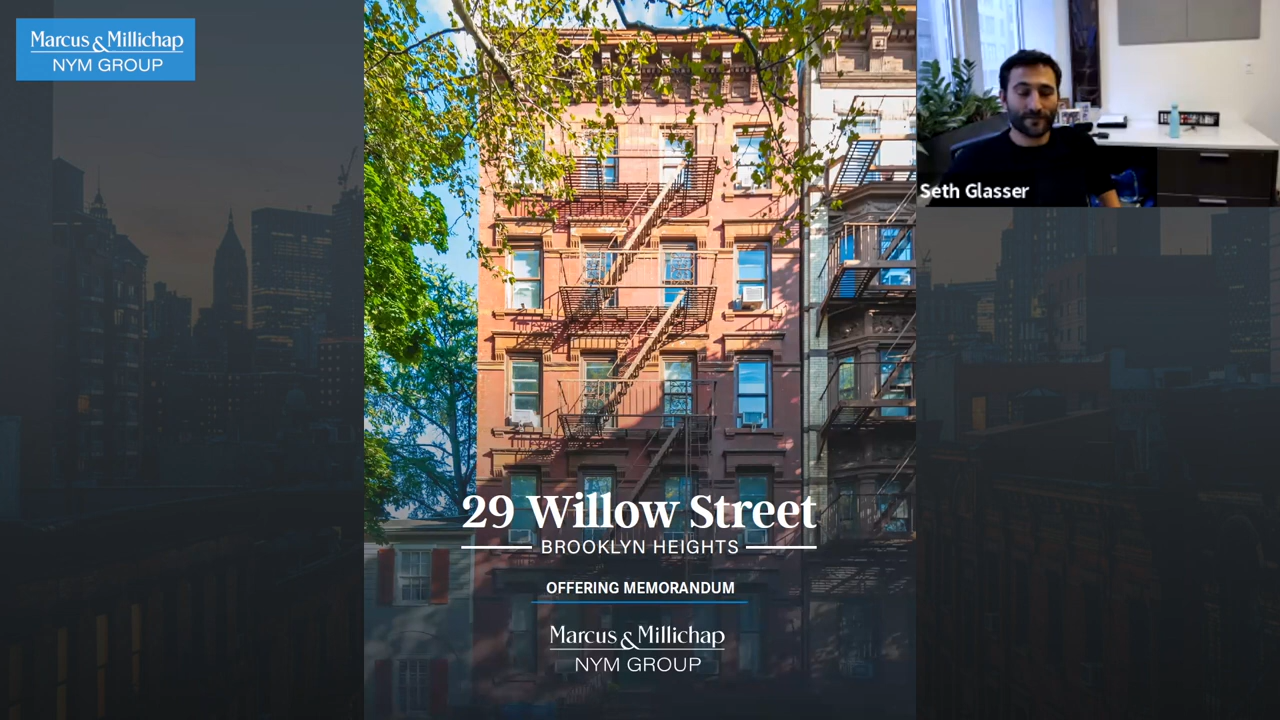 Marcus & Millichap
NYM GROUP
Seth Glasser
29 Willow Street
BROOKLYN HEIGHTS
OFFERING MEMORANDUM
Marcus & Millichap
NYM GROUP